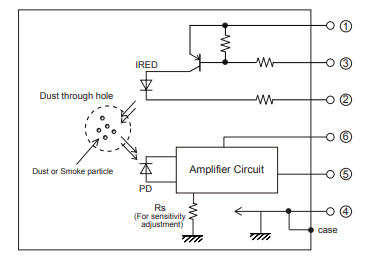 ①
IRED
③
Dust through hole
②
⑥
Amplifier Circuit
Dust or Smoke particle
⑤
PD
Rs
(For sensitivity
adjustment)
④
case